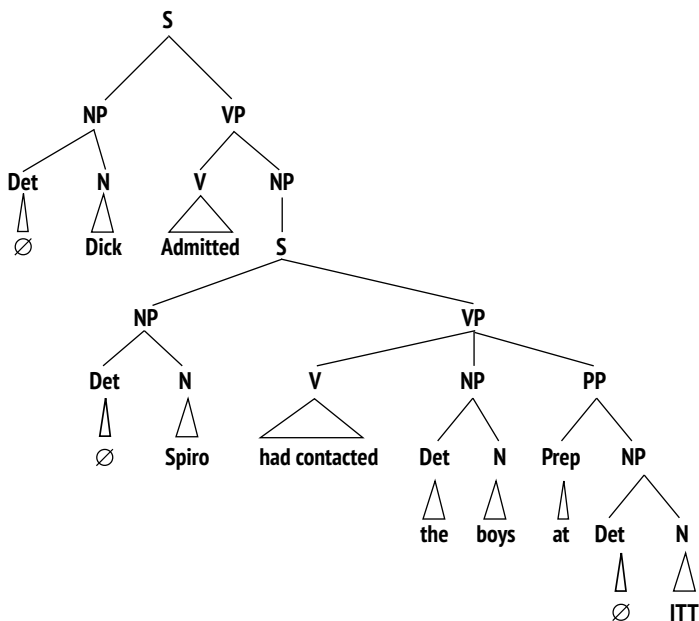 S
NP VP
Det N V NP
∅ Dick Admitted S
NP VP
Det N V NP PP
∅ Spiro had contacted Det N Prep NP
the boys at Det N
∅ ITT